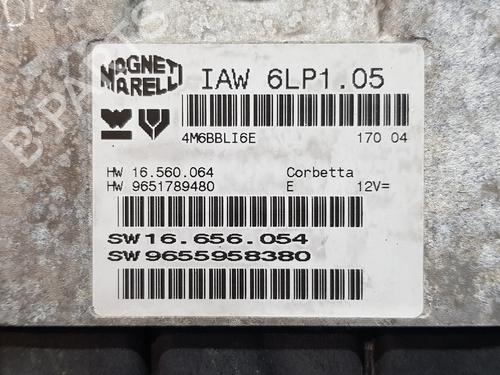 MAGNETI
MARELLI
IAW 6LP1.05
4M6BBLI6E 170 04
HW 16.560.064 Corbetta
HW 9651789480 E 12V=
SW 16.656.054
SW 9655958380